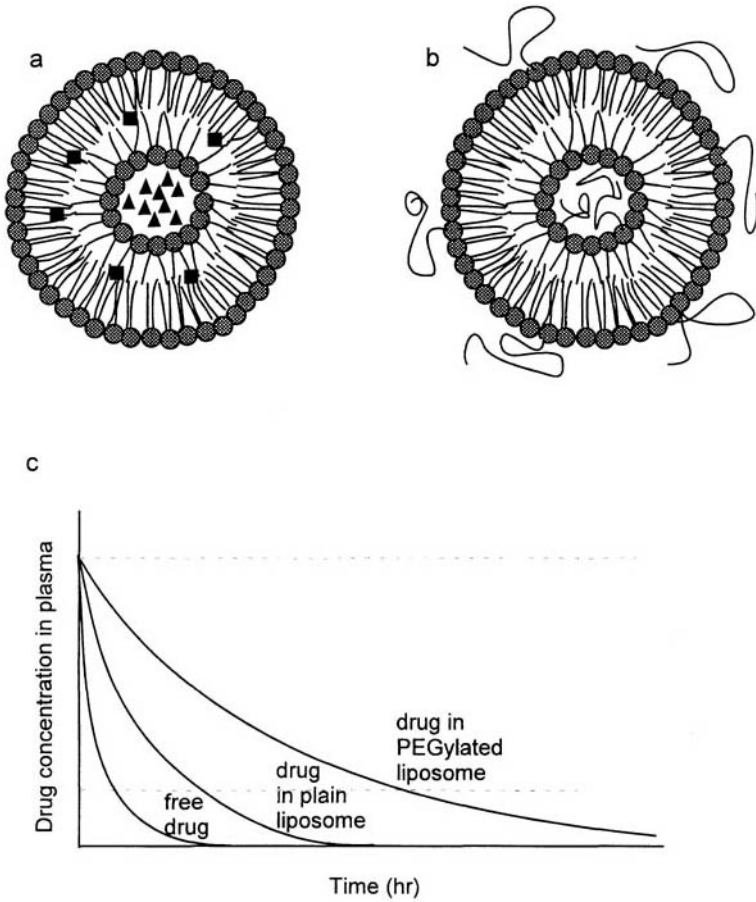 a
b
c
Drug concentration in plasma
drug in
PEGylated
liposome
drug
in plain
liposome
free
drug
Time (hr)